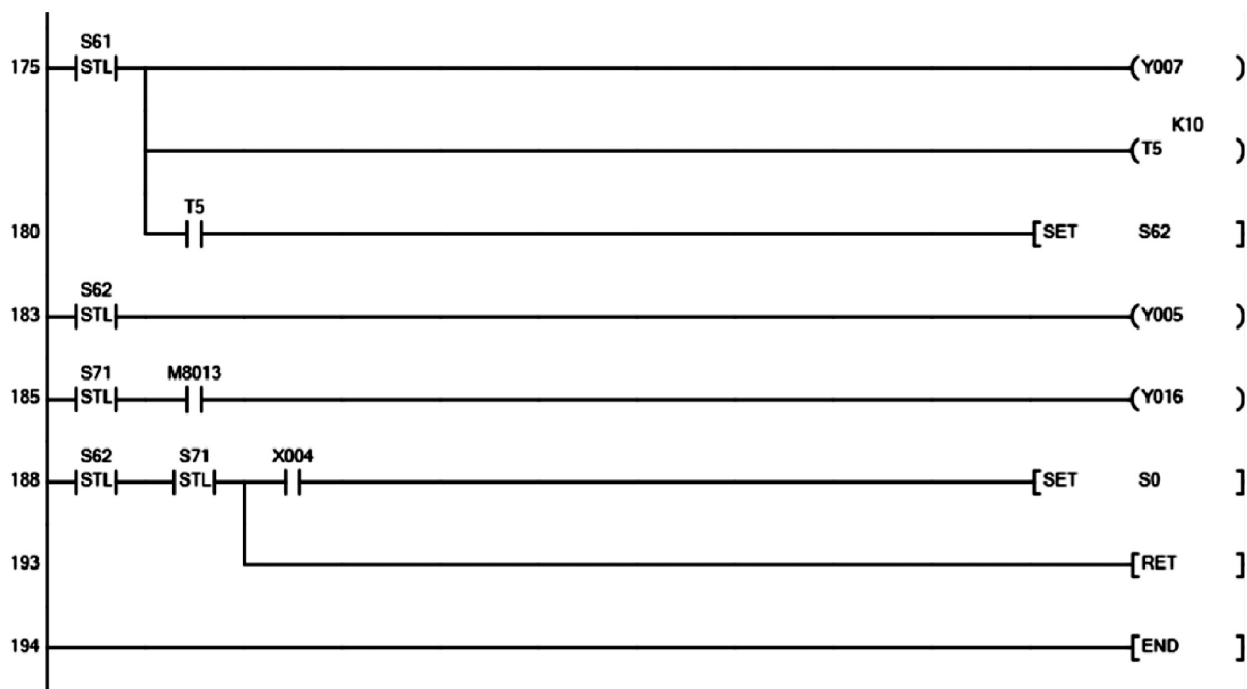 S61
175 STL Y007
K10
T5
T5
180 SET S62
S62
183 STL Y005
S71 M8013
185 STL Y016
S62 S71 X004
188 STL STL SET S0
193 RET
194 END